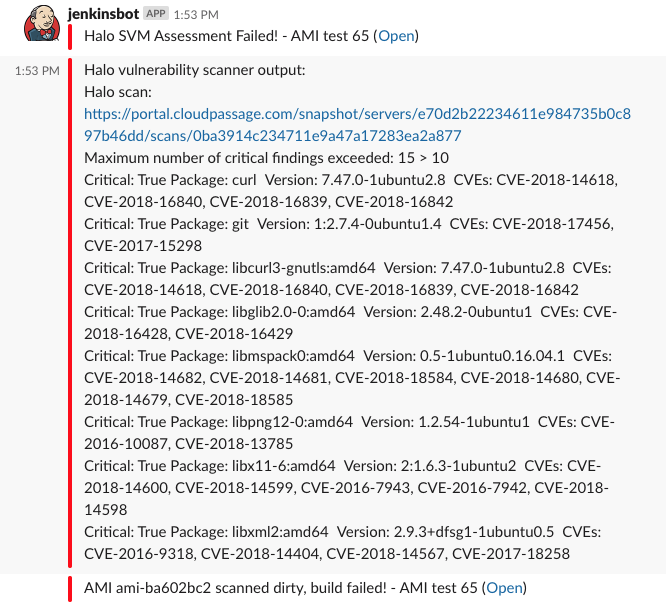 jenkinsbot APP 1:53 PM
Halo SVM Assessment Failed! - AMI test 65 (Open)
1:53 PM Halo vulnerability scanner output:
Halo scan:
https://portal.cloudpassage.com/snapshot/servers/e70d2b22234611e984735b0c8
97b46dd/scans/0ba3914c234711e9a47a17283ea2a877
Maximum number of critical findings exceeded: 15 > 10
Critical: True Package: curl Version: 7.47.0-1ubuntu2.8 CVEs: CVE-2018-14618,
CVE-2018-16840, CVE-2018-16839, CVE-2018-16842
Critical: True Package: git Version: 1:2.7.4-0ubuntu1.4 CVEs: CVE-2018-17456,
CVE-2017-15298
Critical: True Package: libcurl3-gnutls:amd64 Version: 7.47.0-1ubuntu2.8 CVEs:
CVE-2018-14618, CVE-2018-16840, CVE-2018-16839, CVE-2018-16842
Critical: True Package: libglib2.0-0:amd64 Version: 2.48.2-0ubuntu1 CVEs: CVE-
2018-16428, CVE-2018-16429
Critical: True Package: libmspack0:amd64 Version: 0.5-1ubuntu0.16.04.1 CVEs:
CVE-2018-14682, CVE-2018-14681, CVE-2018-18584, CVE-2018-14680, CVE-
2018-14679, CVE-2018-18585
Critical: True Package: libpng12-0:amd64 Version: 1.2.54-1ubuntu1 CVEs: CVE-
2016-10087, CVE-2018-13785
Critical: True Package: libx11-6:amd64 Version: 2:1.6.3-1ubuntu2 CVEs: CVE-
2018-14600, CVE-2018-14599, CVE-2016-7943, CVE-2016-7942, CVE-2018-
14598
Critical: True Package: libxml2:amd64 Version: 2.9.3+dfsg1-1ubuntu0.5 CVEs:
CVE-2016-9318, CVE-2018-14404, CVE-2018-14567, CVE-2017-18258
AMI ami-ba602bc2 scanned dirty, build failed! - AMI test 65 (Open)